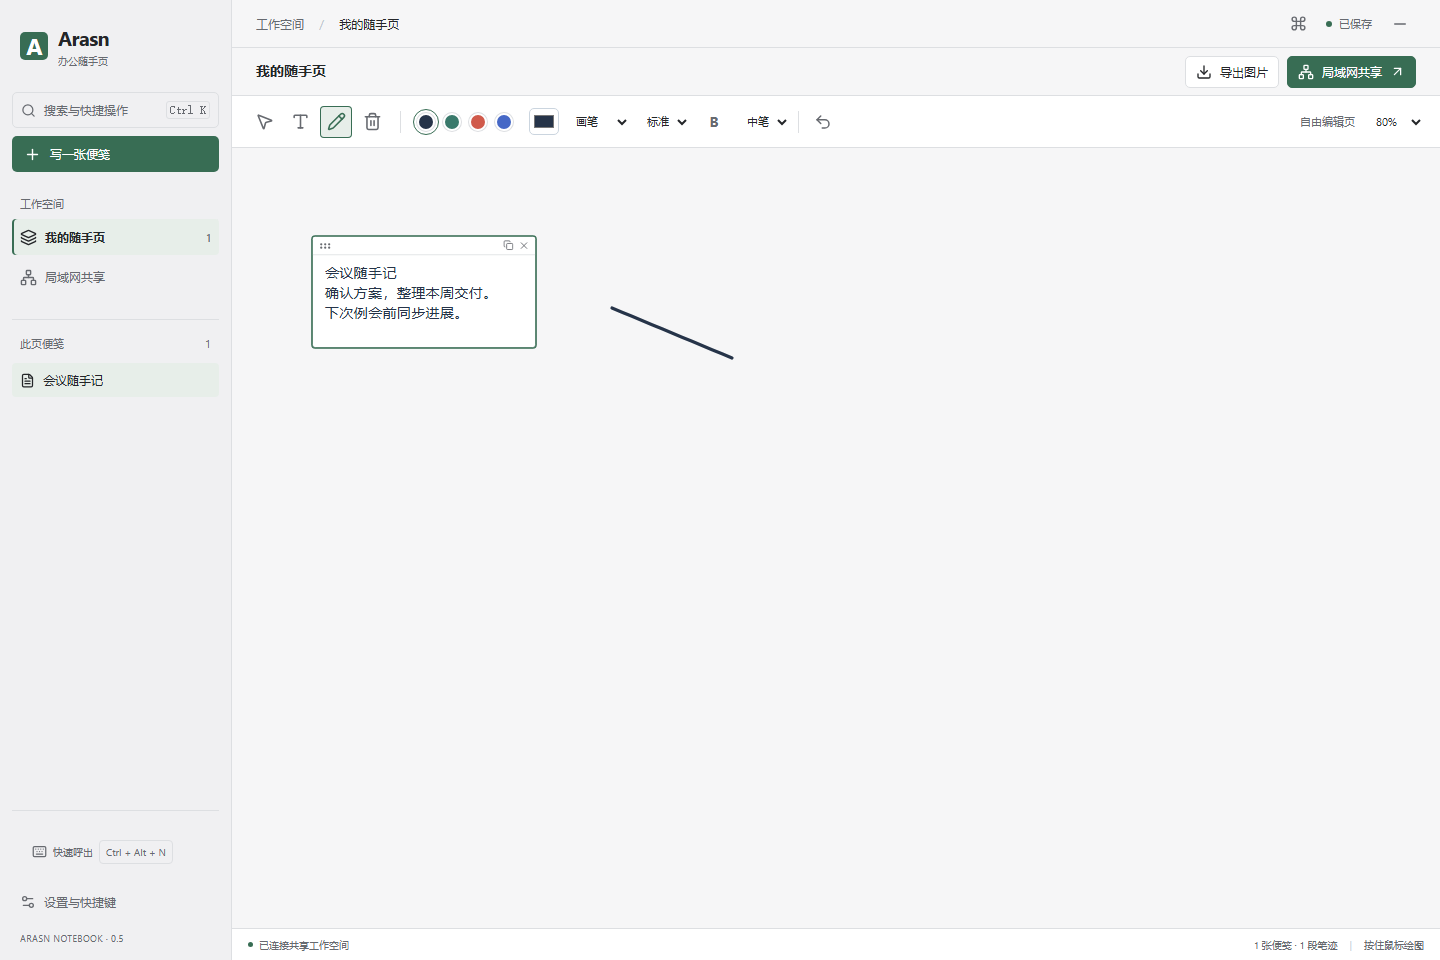 Arasn
办公随手页
搜索与快捷操作 Ctrl K
写一张便笺
工作空间
我的随手页 1
局域网共享
此页便笺 1
会议随手记
快速呼出 Ctrl + Alt + N
设置与快捷键
ARASN NOTEBOOK · 0.5
工作空间 / 我的随手页
已保存
我的随手页
导出图片
局域网共享
画笔
标准
B
中笔
自由编辑页
80%
会议随手记
确认方案，整理本周交付。
下次例会前同步进展。
已连接共享工作空间
1 张便笺 · 1 段笔迹 | 按住鼠标绘图